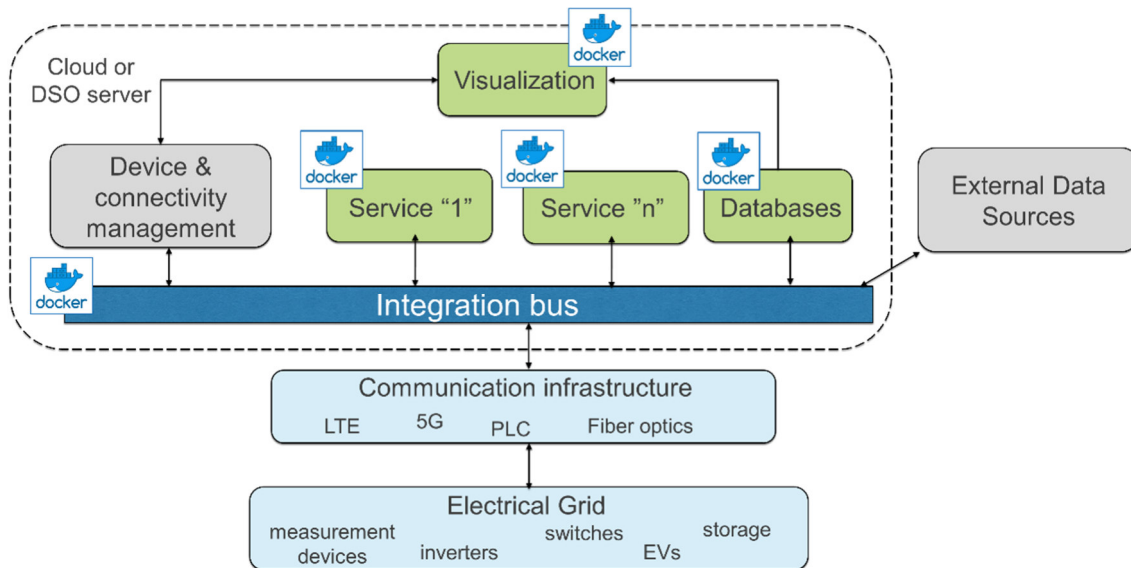 docker
Cloud or
DSO server
Visualization
Device &
connectivity
management
docker
Service “1”
docker
Service ”n”
docker
Databases
External Data
Sources
docker
Integration bus
Communication infrastructure
LTE
5G
PLC
Fiber optics
Electrical Grid
measurement
devices
inverters
switches
EVs
storage